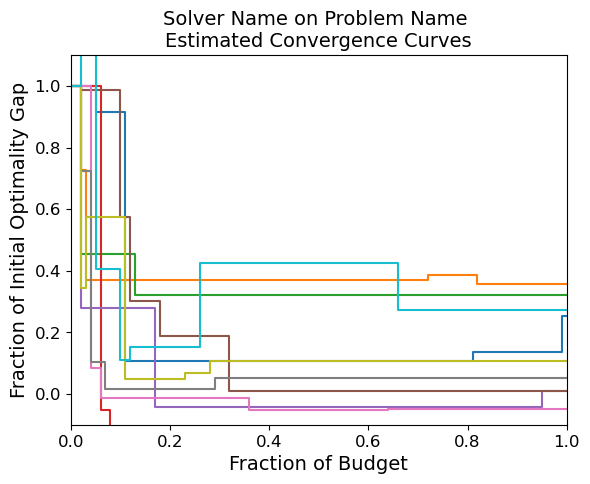 Solver Name on Problem Name
Estimated Convergence Curves
Fraction of Initial Optimality Gap
1.0
0.8
0.6
0.4
0.2
0.0
0.0 0.2 0.4 0.6 0.8 1.0
Fraction of Budget